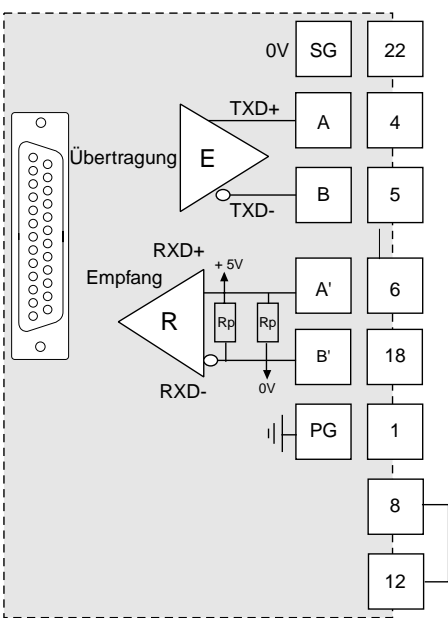 0V SG 22
TXD+ A 4
Übertragung E
B 5
TXD-
RXD+
+ 5V
Empfang A' 6
R Rp Rp
B' 18
RXD- 0V
PG 1
8
12